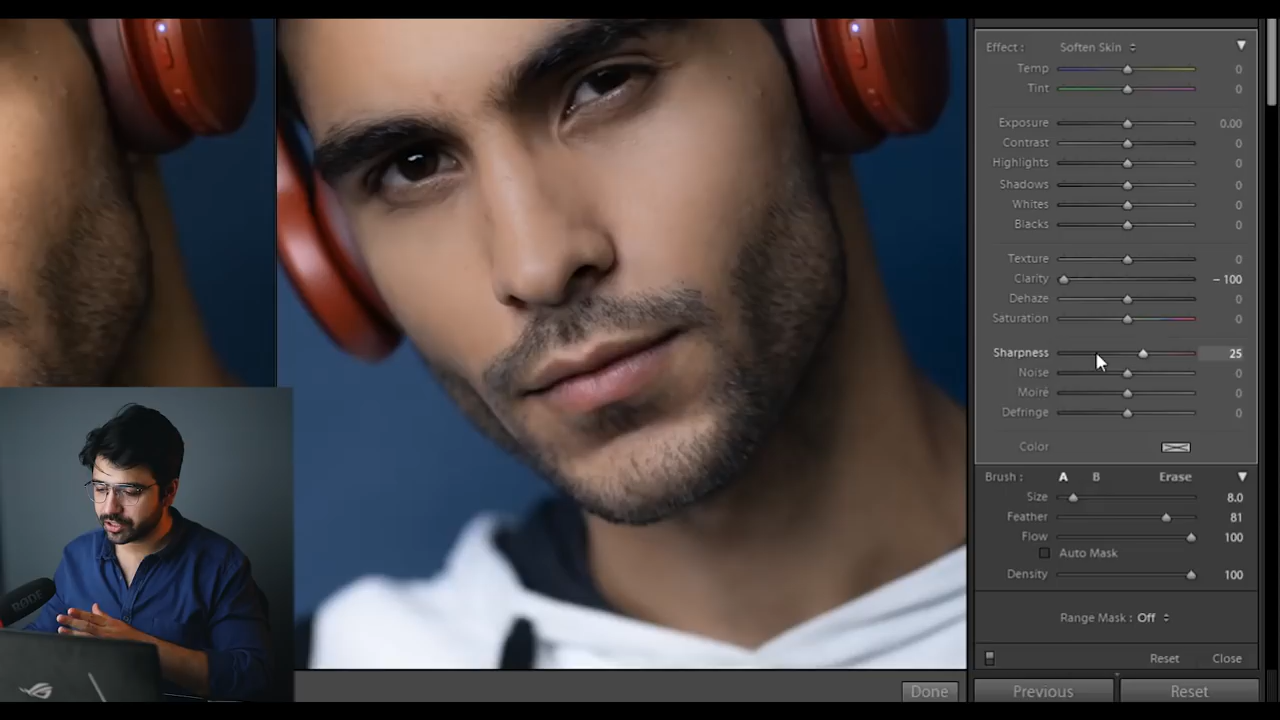 Effect : Soften Skin
Temp 0
Tint 0
Exposure 0.00
Contrast 0
Highlights 0
Shadows 0
Whites 0
Blacks 0
Texture 0
Clarity – 100
Dehaze 0
Saturation 0
Sharpness 25
Noise 0
Moiré 0
Defringe 0
Color
Brush : A B Erase
Size 8.0
Feather 81
Flow 100
Auto Mask
Density 100
Range Mask : Off
Reset Close
Done Previous Reset
RØDE